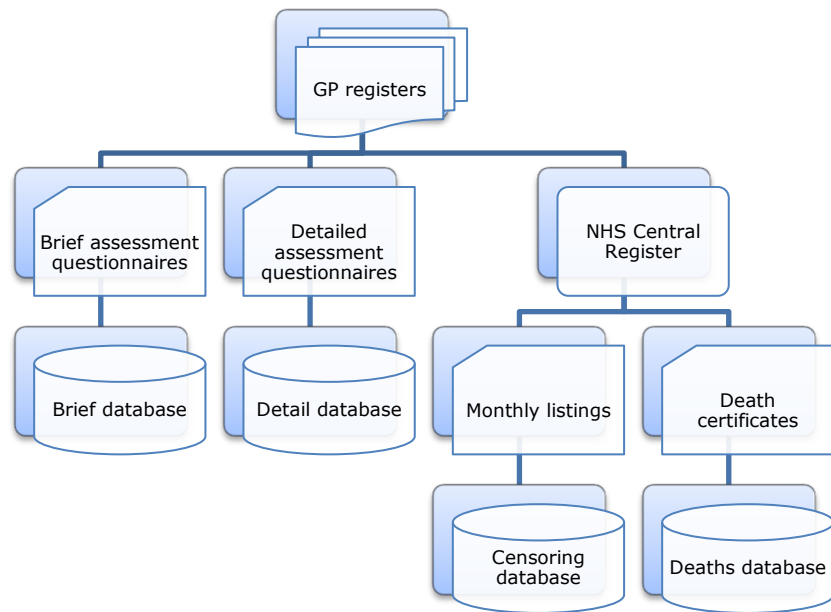 GP registers
Brief assessment
questionnaires
Detailed
assessment
questionnaires
NHS Central
Register
Brief database
Detail database
Monthly listings
Death
certificates
Censoring
database
Deaths database